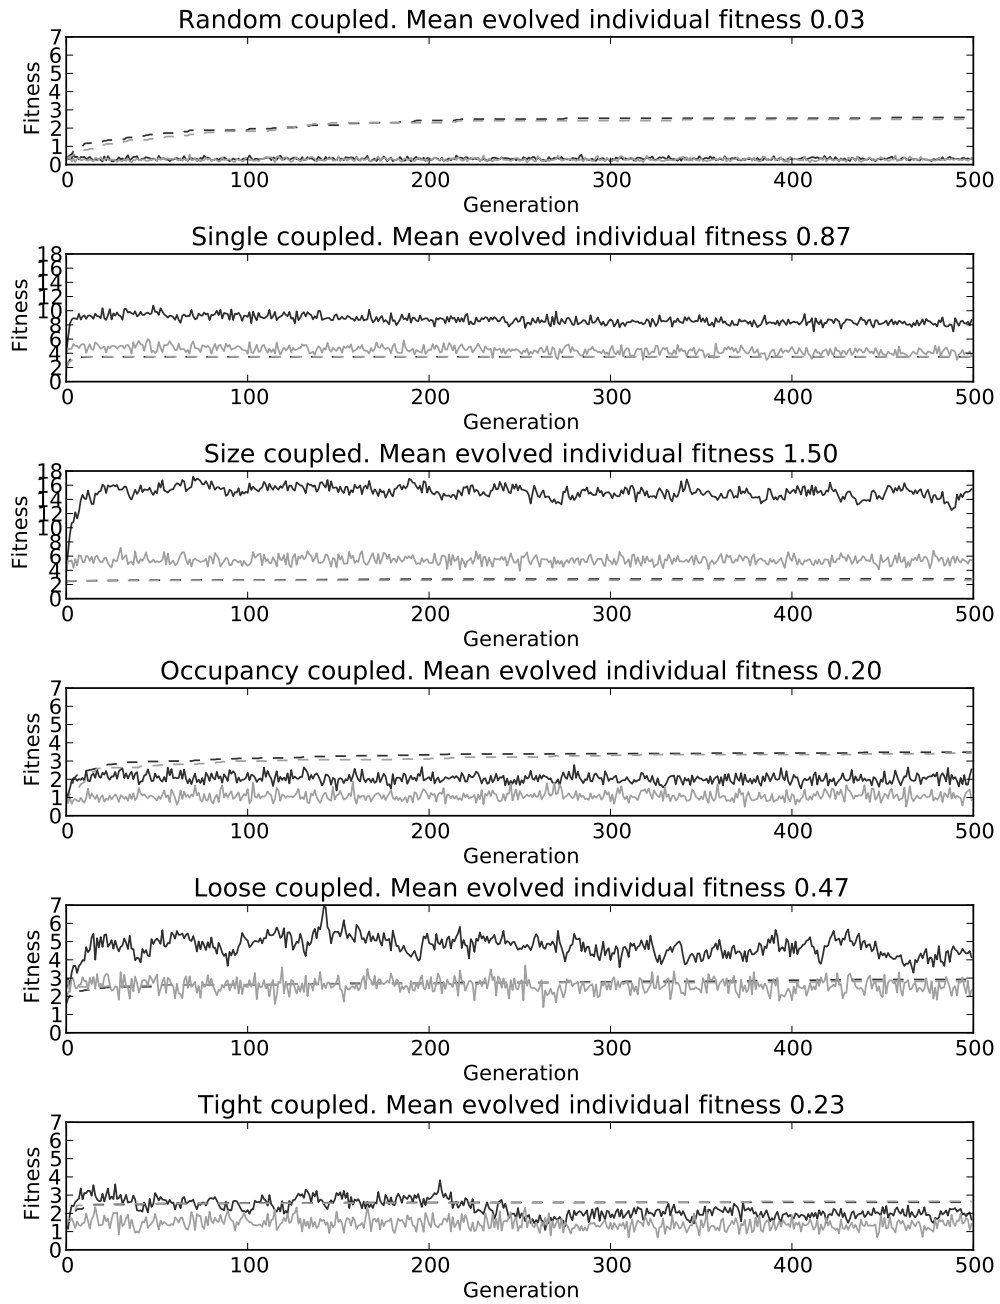 Random coupled. Mean evolved individual fitness 0.03
7
6
5
4
3
2
1
0
Fitness
0 100 200 300 400 500
Generation
Single coupled. Mean evolved individual fitness 0.87
18
16
14
12
10
8
6
4
2
0
Fitness
0 100 200 300 400 500
Generation
Size coupled. Mean evolved individual fitness 1.50
18
16
14
12
10
8
6
4
2
0
Fitness
0 100 200 300 400 500
Generation
Occupancy coupled. Mean evolved individual fitness 0.20
7
6
5
4
3
2
1
0
Fitness
0 100 200 300 400 500
Generation
Loose coupled. Mean evolved individual fitness 0.47
7
6
5
4
3
2
1
0
Fitness
0 100 200 300 400 500
Generation
Tight coupled. Mean evolved individual fitness 0.23
7
6
5
4
3
2
1
0
Fitness
0 100 200 300 400 500
Generation